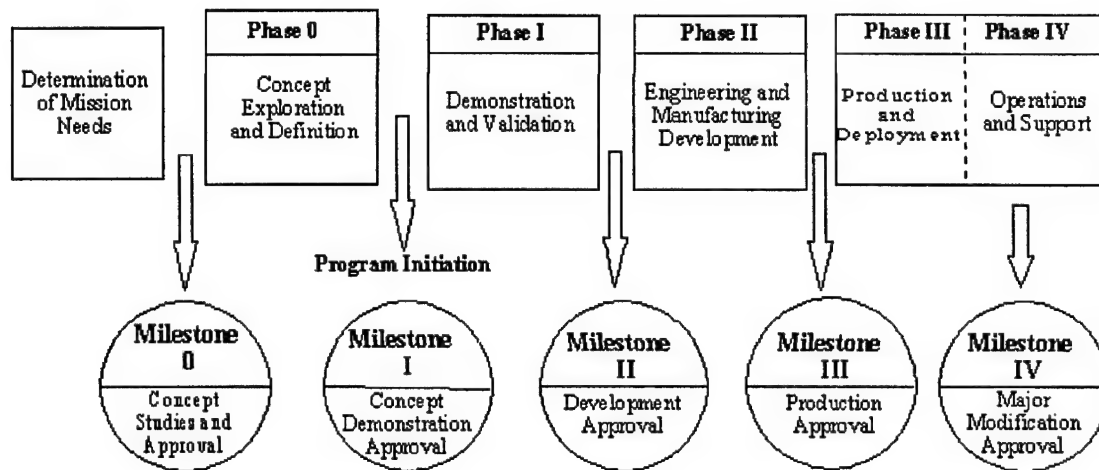 Determination
of Mission
Needs
Phase 0
Concept
Exploration
and Definition
Phase I
Demonstration
and Validation
Phase II
Engineering and
Manufacturing
Development
Phase III
Production
and
Deployment
Phase IV
Operations
and Support
Program Initiation
Milestone
0
Concept
Studies and
Approval
Milestone
I
Concept
Demonstration
Approval
Milestone
II
Development
Approval
Milestone
III
Production
Approval
Milestone
IV
Major
Modification
Approval